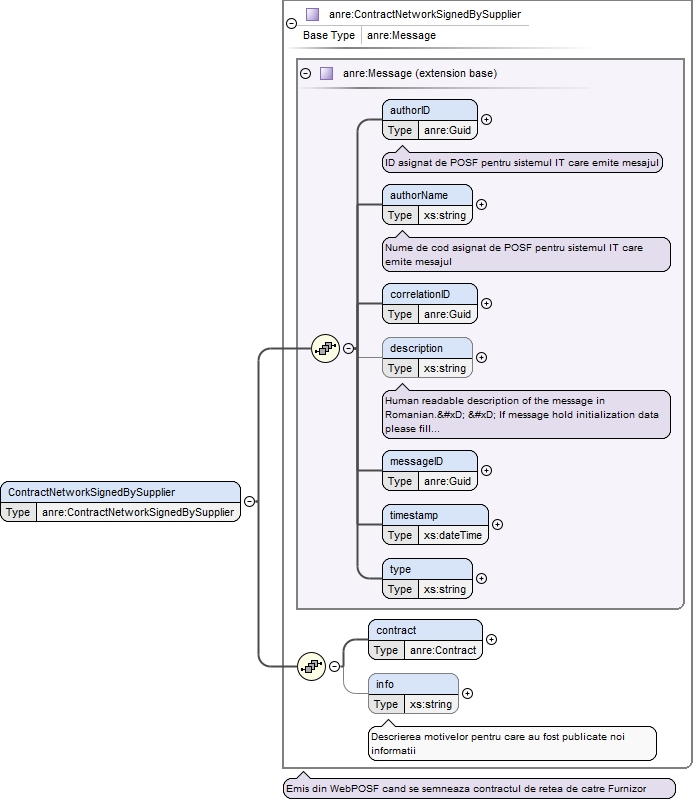 anre:ContractNetworkSignedBySupplier
Base Type anre:Message
anre:Message (extension base)
authorID
Type anre:Guid
ID asignat de POSF pentru sistemul IT care emite mesajul
authorName
Type xs:string
Nume de cod asignat de POSF pentru sistemul IT care
emite mesajul
correlationID
Type anre:Guid
description
Type xs:string
Human readable description of the message in
Romanian.&#xD; &#xD; If message hold initialization data
please fill...
messageID
Type anre:Guid
timestamp
Type xs:dateTime
type
Type xs:string
ContractNetworkSignedBySupplier
Type anre:ContractNetworkSignedBySupplier
contract
Type anre:Contract
info
Type xs:string
Descrierea motivelor pentru care au fost publicate noi
informatii
Emis din WebPOSF cand se semneaza contractul de retea de catre Furnizor